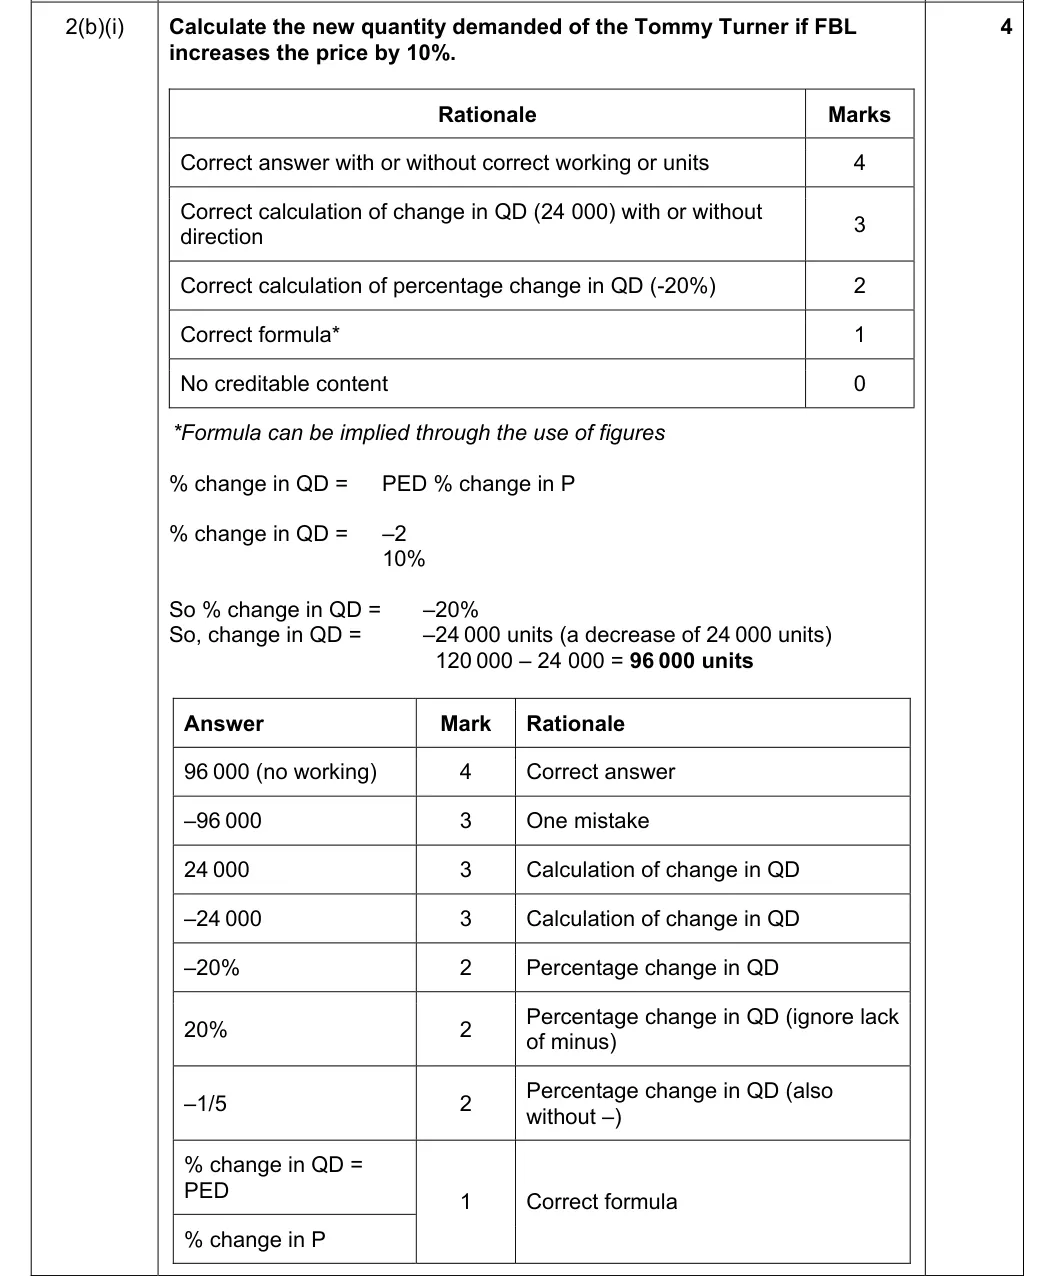 2(b)(i)
Calculate the new quantity demanded of the Tommy Turner if FBL
increases the price by 10%.
4
Rationale
Marks
Correct answer with or without correct working or units
4
Correct calculation of change in QD (24 000) with or without
direction
3
Correct calculation of percentage change in QD (-20%)
2
Correct formula*
1
No creditable content
0
*Formula can be implied through the use of figures
% change in QD = PED % change in P
% change in QD = –2
10%
So % change in QD = –20%
So, change in QD = –24 000 units (a decrease of 24 000 units)
120 000 – 24 000 = 96 000 units
Answer
Mark
Rationale
96 000 (no working)
4
Correct answer
–96 000
3
One mistake
24 000
3
Calculation of change in QD
–24 000
3
Calculation of change in QD
–20%
2
Percentage change in QD
20%
2
Percentage change in QD (ignore lack
of minus)
–1/5
2
Percentage change in QD (also
without –)
% change in QD =
PED
% change in P
1
Correct formula